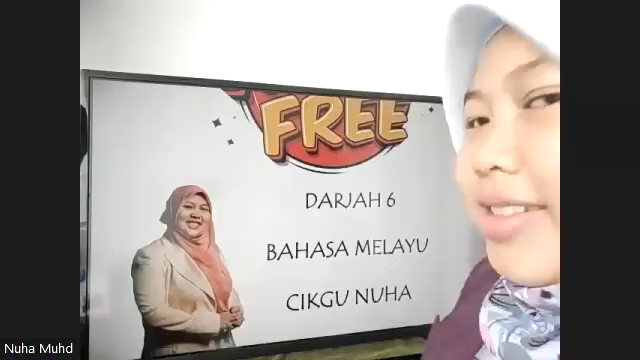 FREE
DARJAH 6
BAHASA MELAYU
CIKGU NUHA
Nuha Muhd